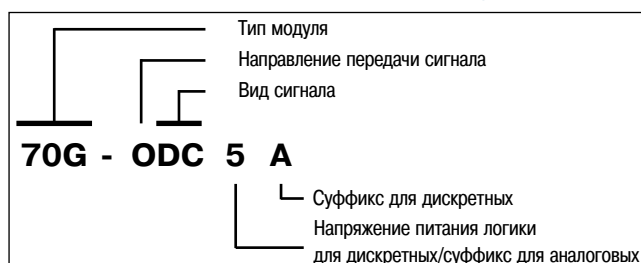 Тип модуля
Направление передачи сигнала
Вид сигнала
70G - ODC 5 A
Суффикс для дискретных
Напряжение питания логики
для дискретных/суффикс для аналоговых